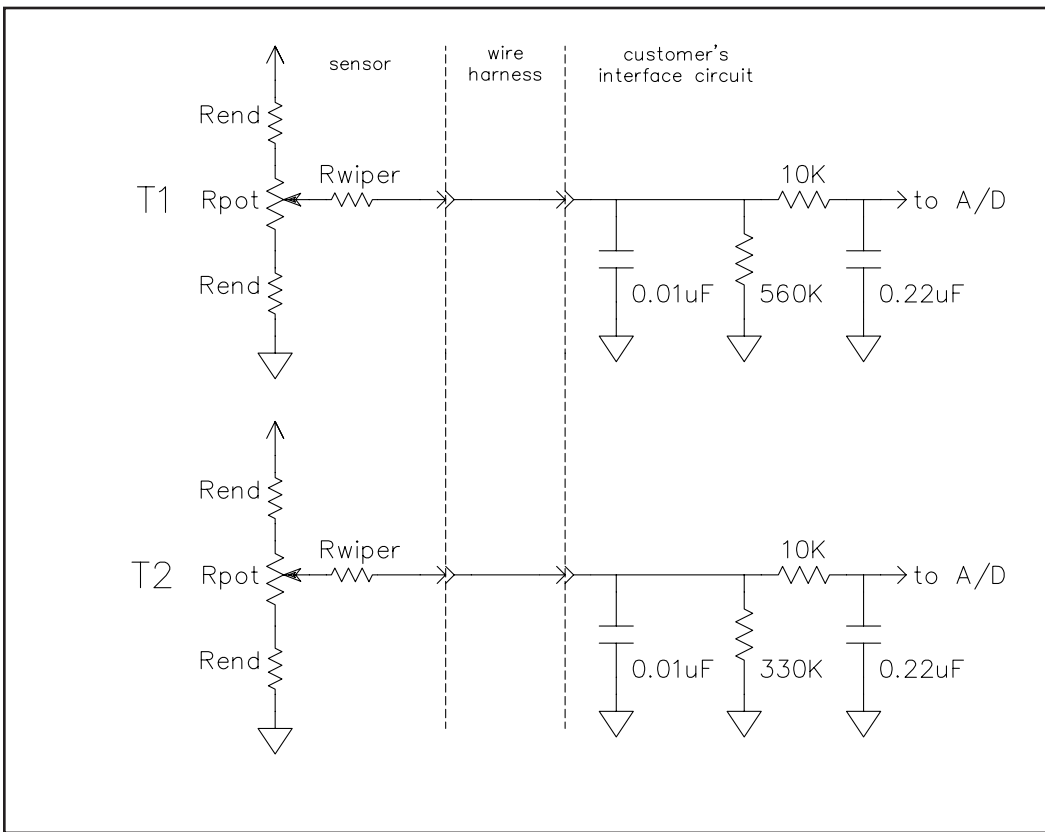 sensor
wire
harness
customer's
interface circuit
Rend
T1
Rpot
Rwiper
10K
to A/D
Rend
0.01uF
560K
0.22uF
Rend
T2
Rpot
Rwiper
10K
to A/D
Rend
0.01uF
330K
0.22uF